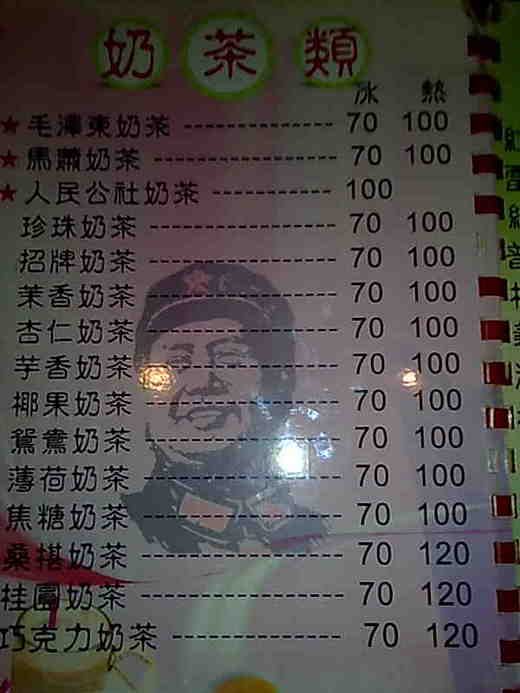 奶茶類
冰 熱
★毛澤東奶茶 ---------------- 70 100
★馬蕭奶茶 ---------------- 70 100
★人民公社奶茶 ------------ 100
珍珠奶茶 ------------------ 70 100
招牌奶茶 ------------------ 70 100
茉香奶茶 ------------------ 70 100
杏仁奶茶 ------------------ 70 100
芋香奶茶 ------------------ 70 100
椰果奶茶 ------------------ 70 100
鴛鴦奶茶 ------------------ 70 100
薄荷奶茶 ------------------ 70 100
焦糖奶茶 ------------------ 70 100
桑椹奶茶 ------------------ 70 120
桂圓奶茶 ------------------ 70 120
巧克力奶茶 --------------- 70 120